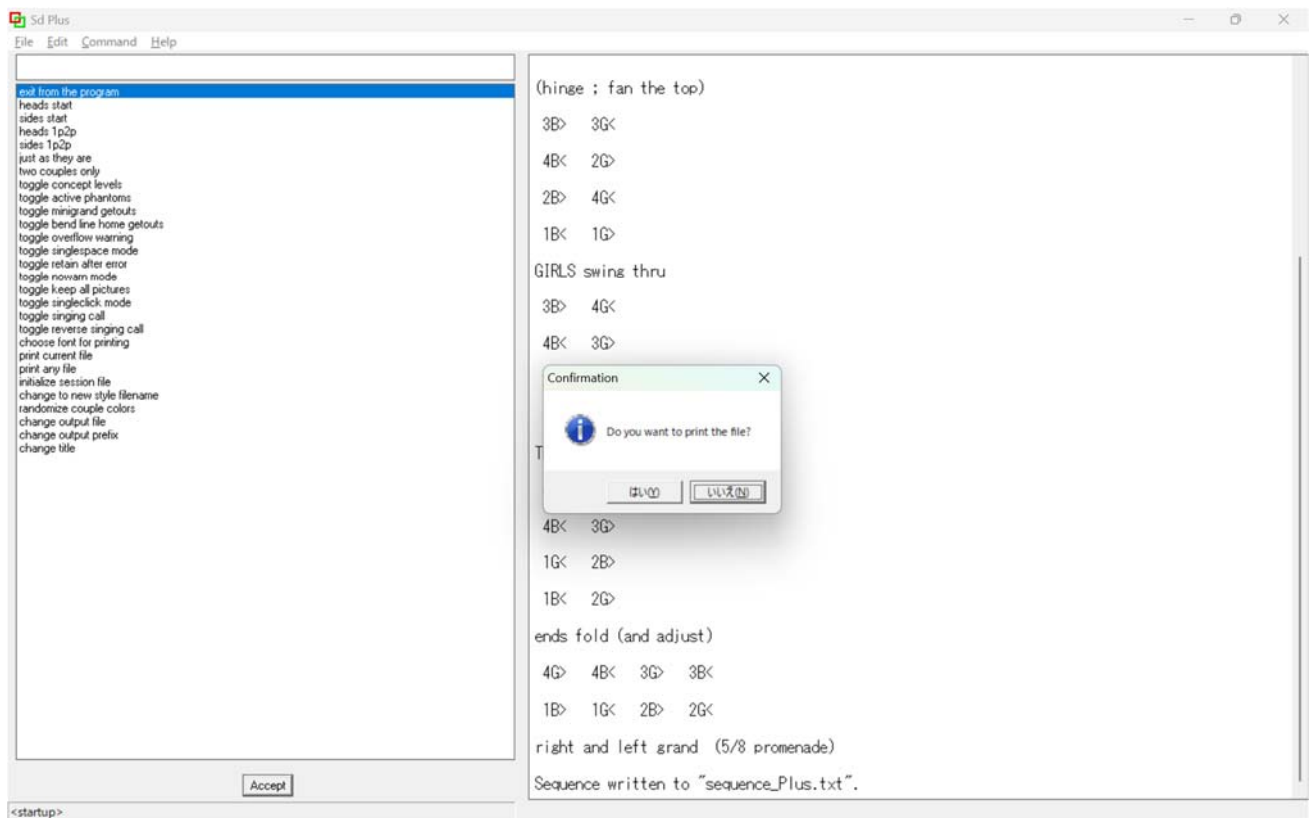 Sd Plus
File Edit Command Help
exit from the program
heads start
sides start
heads 1p2p
sides 1p2p
just as they are
two couples only
toggle concept levels
toggle active phantoms
toggle minigrand getouts
toggle bend line home getouts
toggle overflow warning
toggle singlespace mode
toggle retain after error
toggle nowarn mode
toggle keep all pictures
toggle singleclick mode
toggle singing call
toggle reverse singing call
choose font for printing
print current file
print any file
initialize session file
change to new style filename
randomize couple colors
change output file
change output prefix
change title
Accept
<startup>
(hinge ; fan the top)
3B> 3G<
4B< 2G>
2B> 4G<
1B< 1G>
GIRLS swing thru
3B> 4G<
4B< 3G>
Confirmation
Do you want to print the file?
はい(Y) いいえ(N)
T
4B< 3G>
1G< 2B>
1B< 2G>
ends fold (and adjust)
4G> 4B< 3G> 3B<
1B> 1G< 2B> 2G<
right and left grand (5/8 promenade)
Sequence written to "sequence_Plus.txt".